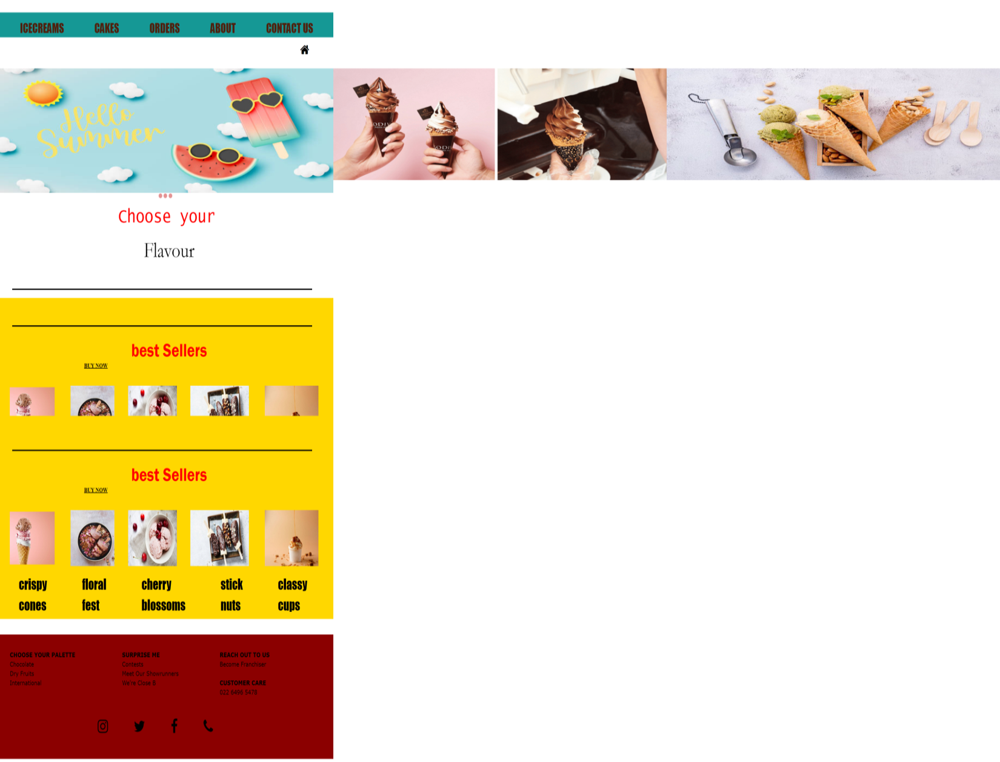 ICECREAMS CAKES ORDERS ABOUT CONTACT US
Hello
Summer
Choose your
Flavour
best Sellers
BUY NOW
best Sellers
BUY NOW
crispy cones
floral fest
cherry blossoms
stick nuts
classy cups
CHOOSE YOUR PALETTE
Chocolate
Dry Fruits
International
SURPRISE ME
Contests
Meet Our Showrunners
We're Close B
REACH OUT TO US
Become Franchiser
CUSTOMER CARE
022 6496 5478